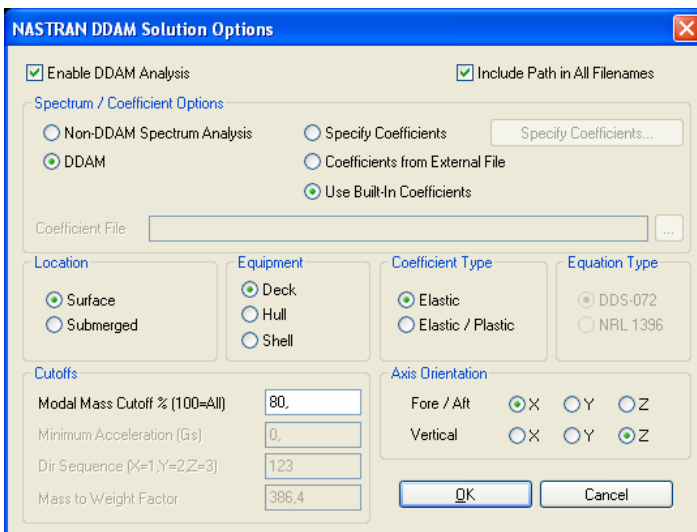 NASTRAN DDAM Solution Options
Enable DDAM Analysis
Include Path in All Filenames
Spectrum / Coefficient Options
Non-DDAM Spectrum Analysis
DDAM
Specify Coefficients
Specify Coefficients...
Coefficients from External File
Use Built-In Coefficients
Coefficient File
...
Location
Surface
Submerged
Equipment
Deck
Hull
Shell
Coefficient Type
Elastic
Elastic / Plastic
Equation Type
DDS-072
NRL 1396
Cutoffs
Modal Mass Cutoff % (100=All) 80,
Minimum Acceleration (Gs) 0,
Dir Sequence (X=1,Y=2,Z=3) 123
Mass to Weight Factor 386,4
Axis Orientation
Fore / Aft X Y Z
Vertical X Y Z
OK
Cancel